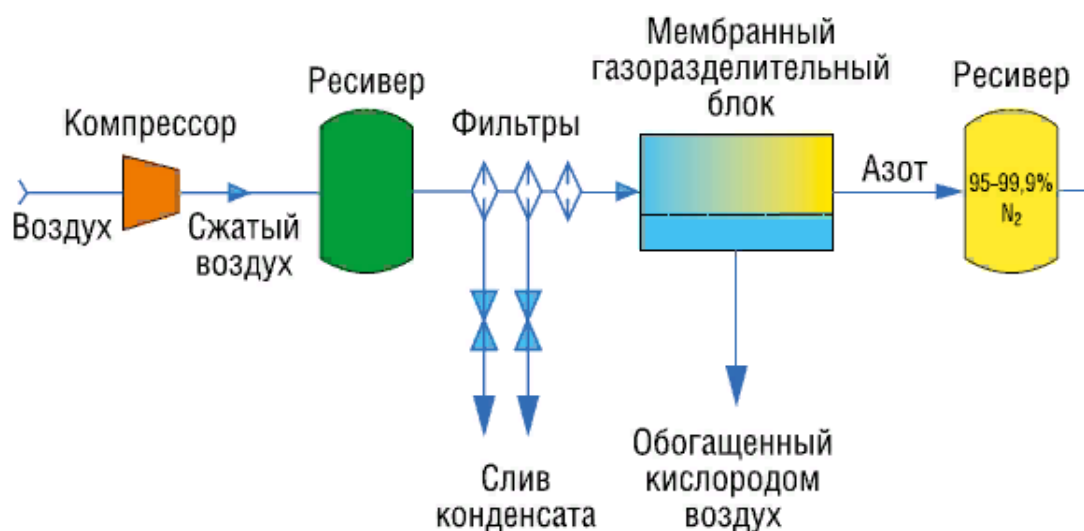 Воздух
Компрессор
Сжатый
воздух
Ресивер
Фильтры
Слив
конденсата
Мембранный
газоразделительный
блок
Обогащенный
кислородом
воздух
Азот
Ресивер
95–99,9%
N₂